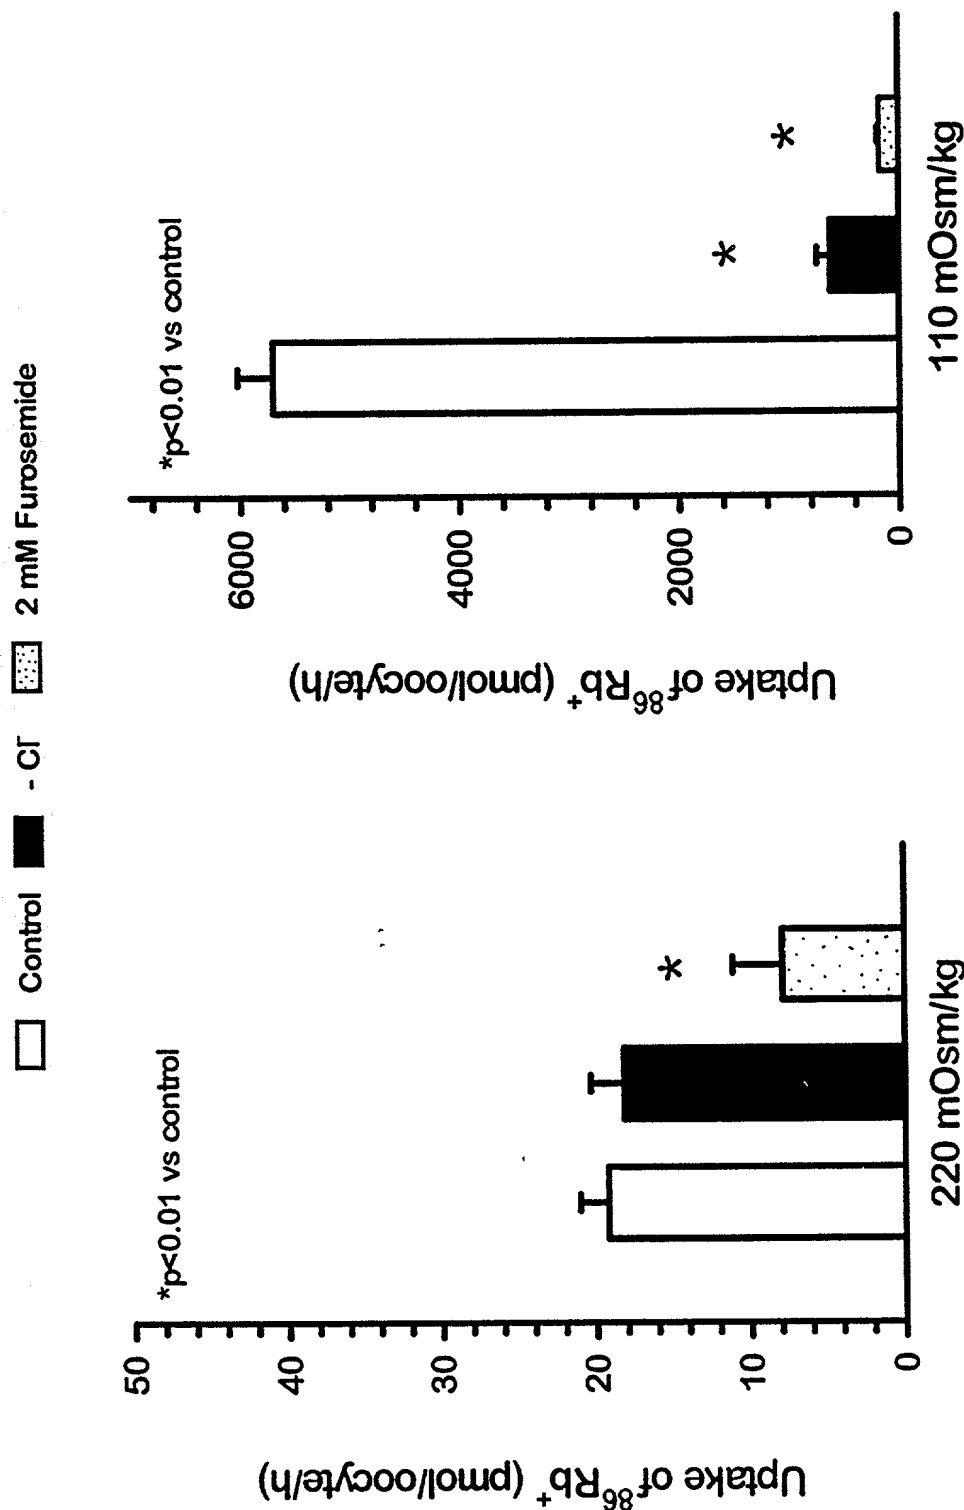 Control - Cl⁻ 2 mM Furosemide
Uptake of ⁸⁶Rb⁺ (pmol/oocyte/h)
50
40
30
20
10
0
*p<0.01 vs control
*
220 mOsm/kg
Uptake of ⁸⁶Rb⁺ (pmol/oocyte/h)
6000
4000
2000
0
*p<0.01 vs control
*
*
110 mOsm/kg